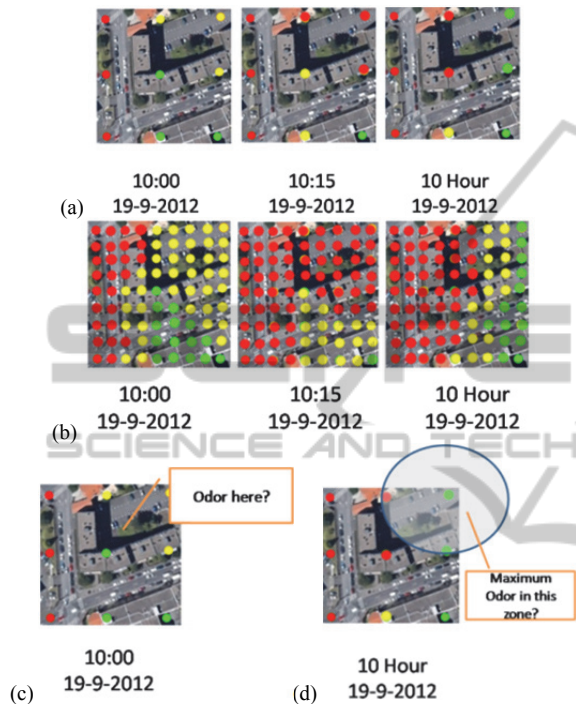 (a)
10:00 10:15 10 Hour
19-9-2012 19-9-2012 19-9-2012
(b)
10:00 10:15 10 Hour
19-9-2012 19-9-2012 19-9-2012
SCIENCE AND TECH
Odor here?
Maximum
Odor in this
zone?
(c)
10:00
19-9-2012
(d)
10 Hour
19-9-2012